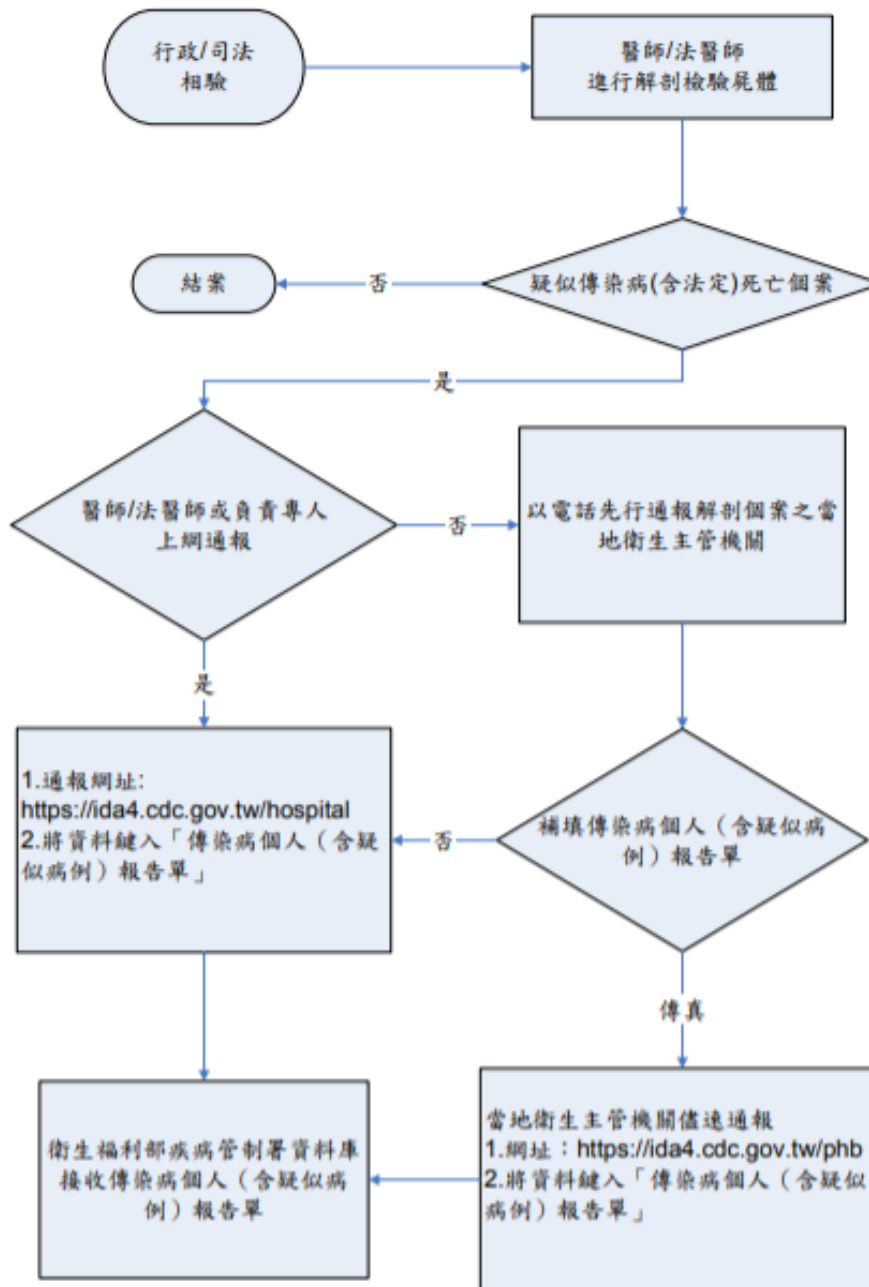 行政/司法
相驗
醫師/法醫師
進行解剖檢驗屍體
疑似傳染病(含法定)死亡個案
否
結案
是
醫師/法醫師或負責專人
上網通報
否
以電話先行通報解剖個案之當
地衛生主管機關
是
1.通報網址:
https://ida4.cdc.gov.tw/hospital
2.將資料鍵入「傳染病個人（含疑
似病例）報告單」
否
補填傳染病個人（含疑似病
例）報告單
傳真
衛生福利部疾病管制署資料庫
接收傳染病個人（含疑似病
例）報告單
當地衛生主管機關儘速通報
1.網址：https://ida4.cdc.gov.tw/phb
2.將資料鍵入「傳染病個人（含疑似
病例）報告單」